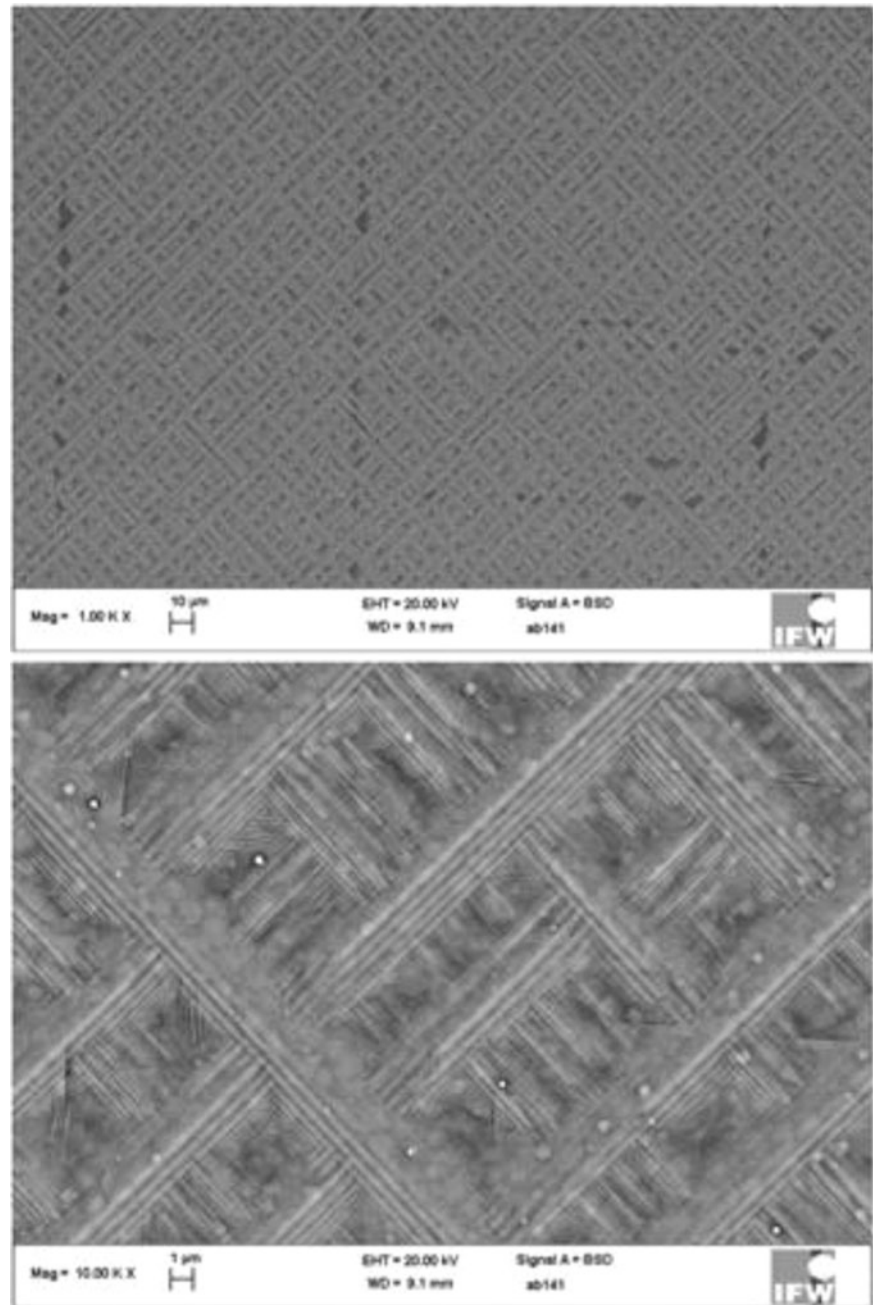 Mag = 1.00 K X
10 µm
EHT = 20.00 kV
WD = 9.1 mm
Signal A = BSD
ab141
IFW
Mag = 10.00 K X
1 µm
EHT = 20.00 kV
WD = 9.1 mm
Signal A = BSD
ab141
IFW